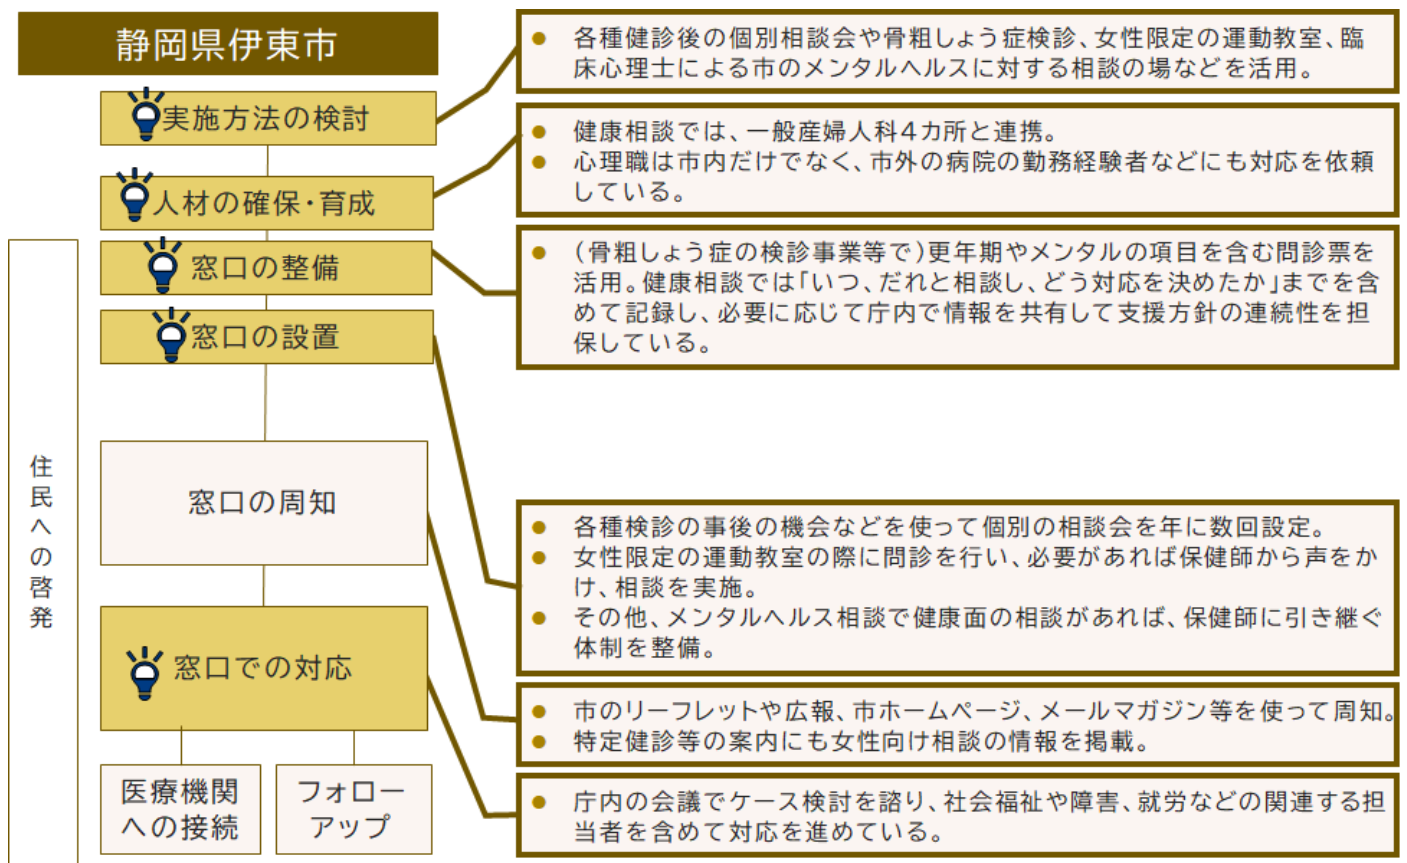 静岡県伊東市
実施方法の検討
人材の確保・育成
窓口の整備
窓口の設置
窓口の周知
窓口での対応
医療機関
への接続
フォロー
アップ
住民への啓発
● 各種健診後の個別相談会や骨粗しょう症検診、女性限定の運動教室、臨
床心理士による市のメンタルヘルスに対する相談の場などを活用。
● 健康相談では、一般産婦人科4カ所と連携。
● 心理職は市内だけでなく、市外の病院の勤務経験者などにも対応を依頼
している。
● (骨粗しょう症の検診事業等で)更年期やメンタルの項目を含む問診票を
活用。健康相談では「いつ、だれと相談し、どう対応を決めたか」までを含
めて記録し、必要に応じて庁内で情報を共有して支援方針の連続性を担
保している。
● 各種検診の事後の機会などを使って個別の相談会を年に数回設定。
● 女性限定の運動教室の際に問診を行い、必要があれば保健師から声をか
け、相談を実施。
● その他、メンタルヘルス相談で健康面の相談があれば、保健師に引き継ぐ
体制を整備。
● 市のリーフレットや広報、市ホームページ、メールマガジン等を使って周知。
● 特定健診等の案内にも女性向け相談の情報を掲載。
● 庁内の会議でケース検討を諮り、社会福祉や障害、就労などの関連する担
当者を含めて対応を進めている。